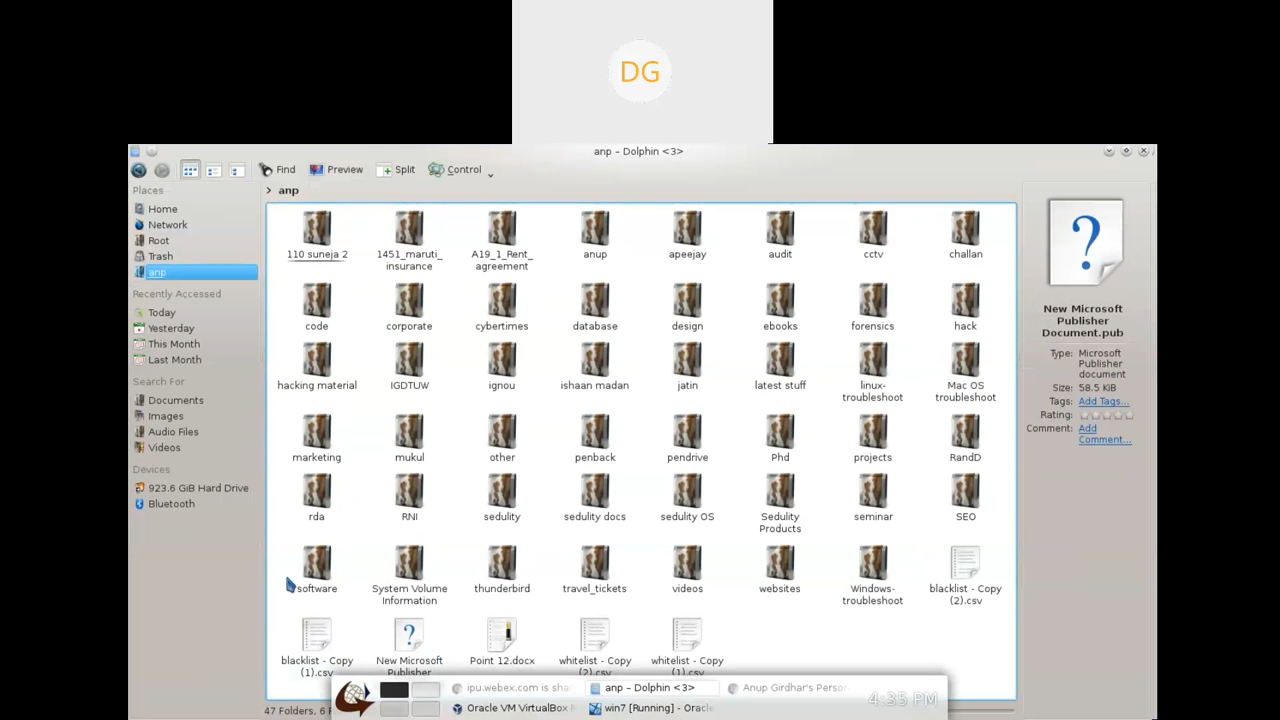 DG
anp – Dolphin <3>
Find Preview Split Control
Places
> anp
Home
Network
Root
Trash
anp
Recently Accessed
Today
Yesterday
This Month
Last Month
Search For
Documents
Images
Audio Files
Videos
Devices
923.6 GiB Hard Drive
Bluetooth
110 suneja 2
1451_maruti_
insurance
A19_1_Rent_
agreement
anup
apeejay
audit
cctv
challan
code
corporate
cybertimes
database
design
ebooks
forensics
hack
hacking material
IGDTUW
ignou
ishaan madan
jatin
latest stuff
linux-
troubleshoot
Mac OS
troubleshoot
marketing
mukul
other
penback
pendrive
Phd
projects
RandD
rda
RNI
sedulity
sedulity docs
sedulity OS
Sedulity
Products
seminar
SEO
software
System Volume
Information
thunderbird
travel_tickets
videos
websites
Windows-
troubleshoot
blacklist - Copy
(2).csv
blacklist - Copy
(1).csv
New Microsoft
Publisher
Point 12.docx
whitelist - Copy
(2).csv
whitelist - Copy
(1).csv
?
New Microsoft
Publisher
Document.pub
Type: Microsoft
Publisher
document
Size: 58.5 KiB
Tags: Add Tags...
Rating:
Comment: Add
Comment...
47 Folders, 6
ipu.webex.com is sha
anp – Dolphin <3>
Anup Girdhar's Person
Oracle VM VirtualBox
win7 [Running] - Oracle
4:35 PM